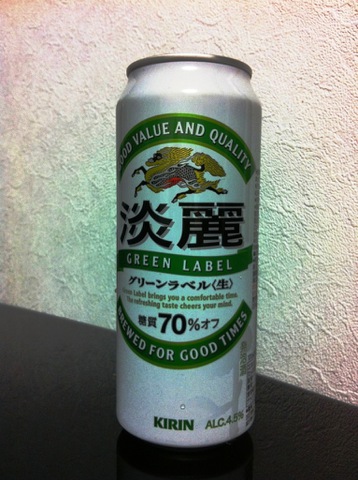 GOOD VALUE AND QUALITY
淡麗
GREEN LABEL
グリーンラベル〈生〉
Green Label brings you a comfortable time.
The refreshing taste cheers your mind.
糖質70%オフ
BREWED FOR GOOD TIMES
KIRIN
ALC.4.5%